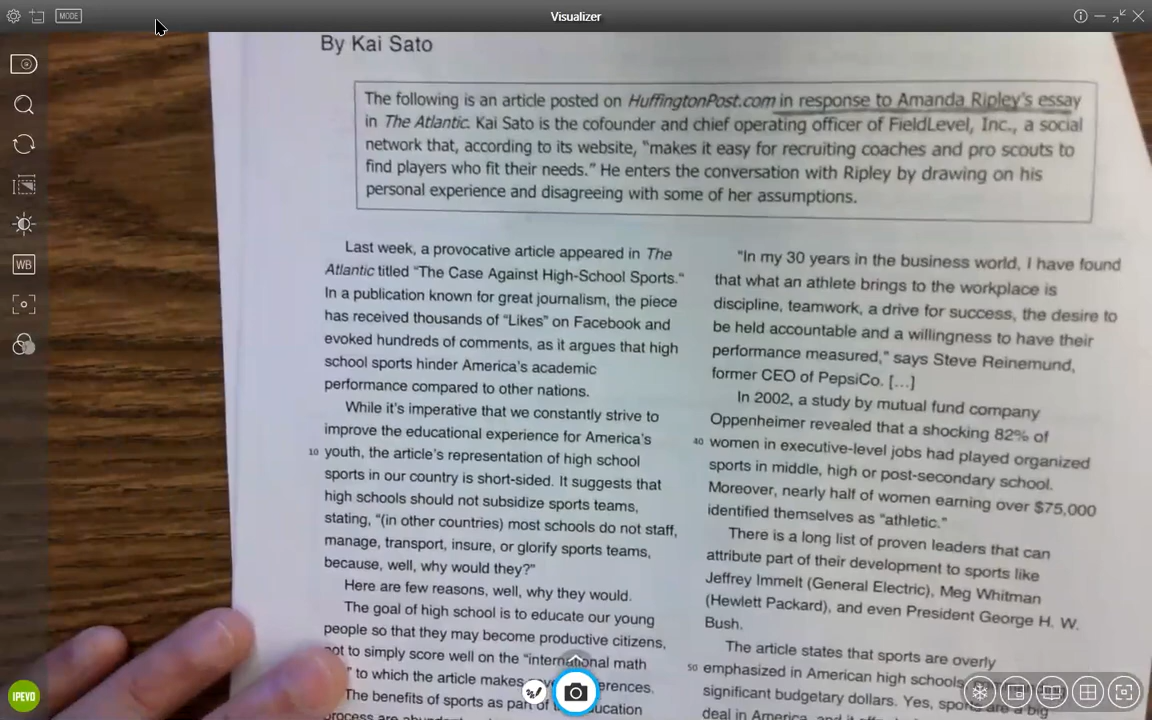 MODE
Visualizer
By Kai Sato
The following is an article posted on HuffingtonPost.com in response to Amanda Ripley's essay
in The Atlantic. Kai Sato is the cofounder and chief operating officer of FieldLevel, Inc., a social
network that, according to its website, "makes it easy for recruiting coaches and pro scouts to
find players who fit their needs." He enters the conversation with Ripley by drawing on his
personal experience and disagreeing with some of her assumptions.
Last week, a provocative article appeared in The
Atlantic titled "The Case Against High-School Sports."
In a publication known for great journalism, the piece
has received thousands of "Likes" on Facebook and
evoked hundreds of comments, as it argues that high
school sports hinder America's academic
performance compared to other nations.
While it's imperative that we constantly strive to
improve the educational experience for America's
10 youth, the article's representation of high school
sports in our country is short-sided. It suggests that
high schools should not subsidize sports teams,
stating, "(in other countries) most schools do not staff,
manage, transport, insure, or glorify sports teams,
because, well, why would they?"
Here are few reasons, well, why they would.
The goal of high school is to educate our young
people so that they may become productive citizens,
not to simply score well on the "international math
" to which the article makes
The benefits of sports as part of
process are
"In my 30 years in the business world, I have found
that what an athlete brings to the workplace is
discipline, teamwork, a drive for success, the desire to
be held accountable and a willingness to have their
performance measured," says Steve Reinemund,
former CEO of PepsiCo. [...]
In 2002, a study by mutual fund company
Oppenheimer revealed that a shocking 82% of
40 women in executive-level jobs had played organized
sports in middle, high or post-secondary school.
Moreover, nearly half of women earning over $75,000
identified themselves as "athletic."
There is a long list of proven leaders that can
attribute part of their development to sports like
Jeffrey Immelt (General Electric), Meg Whitman
(Hewlett Packard), and even President George H. W.
Bush.
The article states that sports are overly
50 emphasized in American high schools
significant budgetary dollars. Yes, sports are a big
deal in America, and
WB
IPEVO